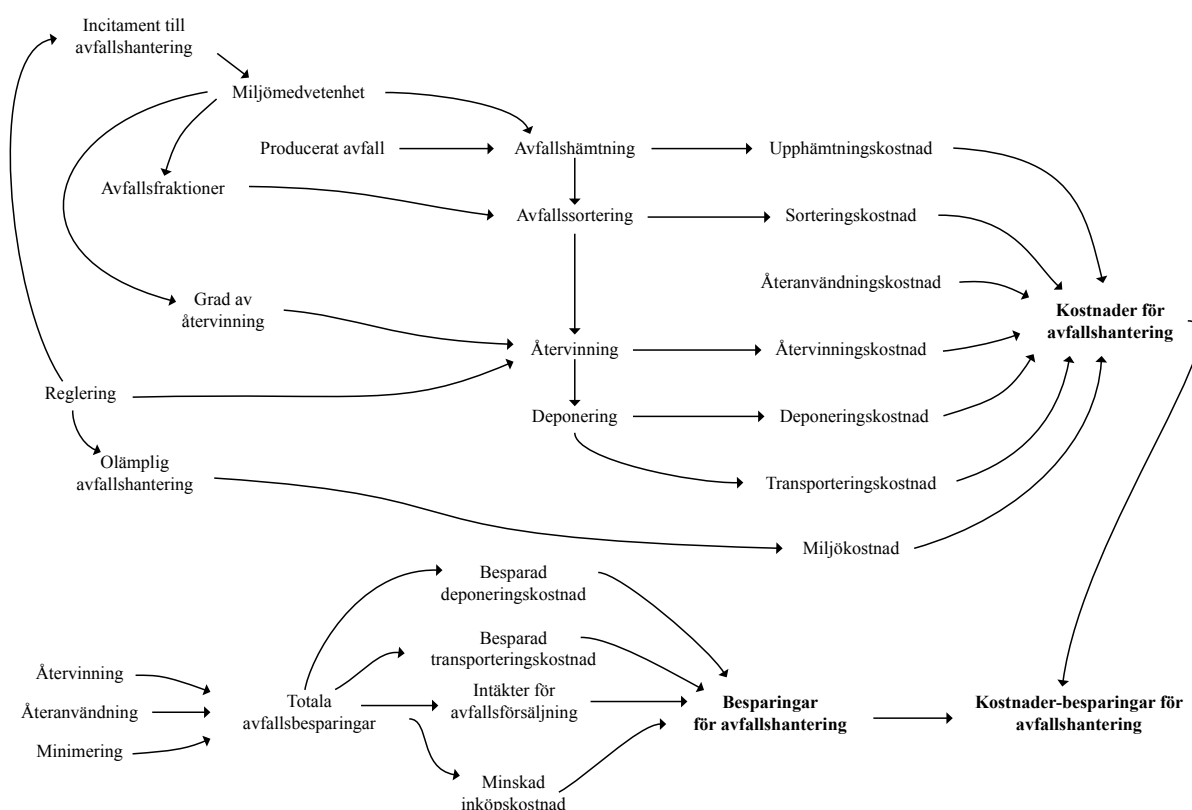 Incitament till
avfallshantering
Miljömedvetenhet
Producerat avfall
Avfallshämtning
Upphämtningskostnad
Avfallsfraktioner
Avfallssortering
Sorteringskostnad
Återanvändningskostnad
Grad av
återvinning
Kostnader för
avfallshantering
Återvinning
Återvinningskostnad
Reglering
Deponering
Deponeringskostnad
Olämplig
avfallshantering
Transporteringskostnad
Miljökostnad
Besparad
deponeringskostnad
Besparad
transporteringskostnad
Återvinning
Återanvändning
Minimering
Totala
avfallsbesparingar
Intäkter för
avfallsförsäljning
Besparingar
för avfallshantering
Kostnader-besparingar för
avfallshantering
Minskad
inköpskostnad